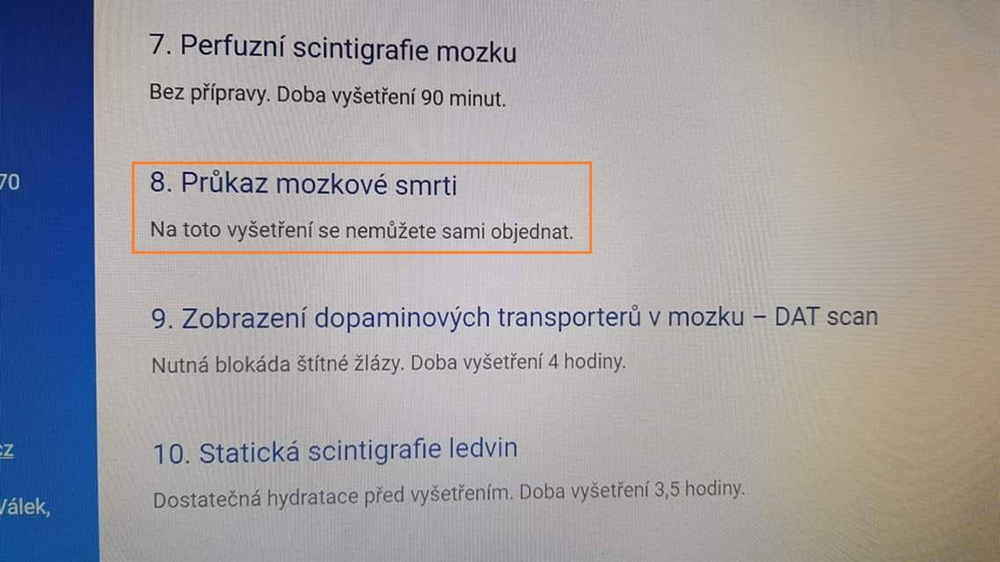 7. Perfuzní scintigrafie mozku
Bez přípravy. Doba vyšetření 90 minut.
70
8. Průkaz mozkové smrti
Na toto vyšetření se nemůžete sami objednat.
9. Zobrazení dopaminových transporterů v mozku – DAT scan
Nutná blokáda štítné žlázy. Doba vyšetření 4 hodiny.
cz
10. Statická scintigrafie ledvin
Dostatečná hydratace před vyšetřením. Doba vyšetření 3,5 hodiny.
Válek,